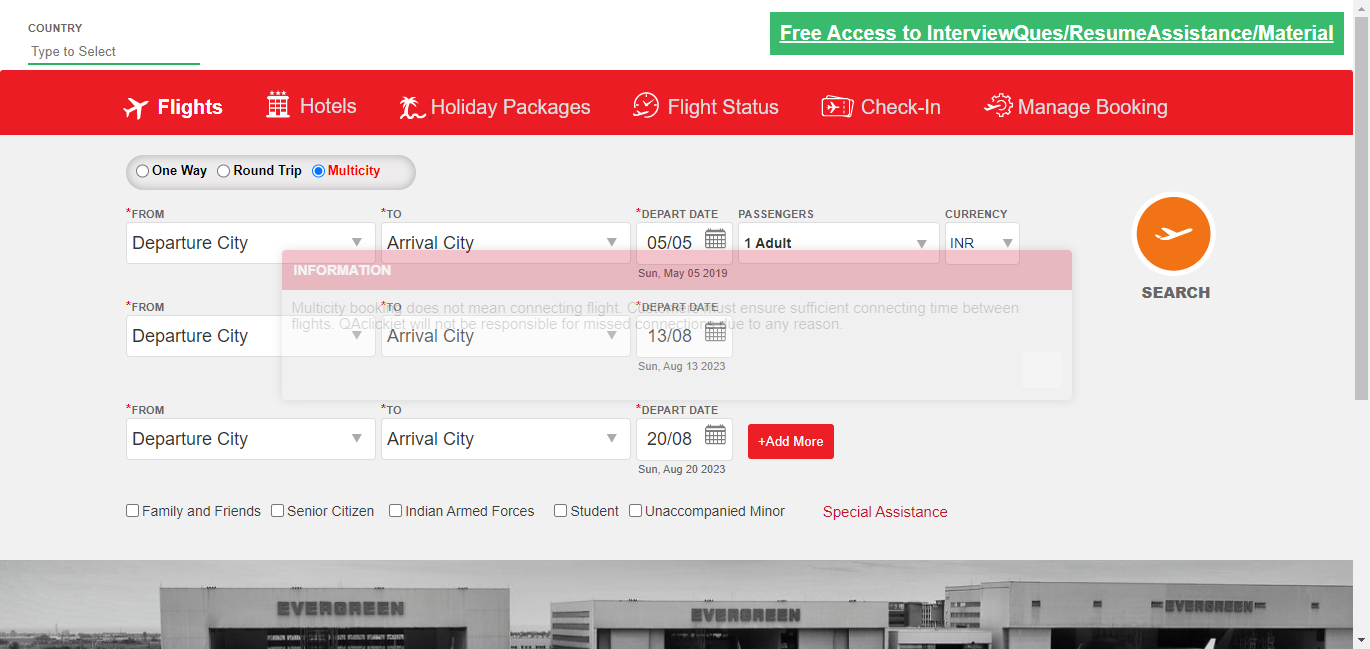 COUNTRY
Type to Select
Free Access to InterviewQues/ResumeAssistance/Material
Flights Hotels Holiday Packages Flight Status Check-In Manage Booking
One Way Round Trip Multicity
*FROM *TO *DEPART DATE PASSENGERS CURRENCY
Departure City Arrival City 05/05 1 Adult INR
Sun, May 05 2019
SEARCH
INFORMATION
Multicity booking does not mean connecting flight. Customers must ensure sufficient connecting time between
flights. QAclickjet will not be responsible for missed connections due to any reason.
*FROM *TO *DEPART DATE
Departure City Arrival City 13/08
Sun, Aug 13 2023
*FROM *TO *DEPART DATE
Departure City Arrival City 20/08 +Add More
Sun, Aug 20 2023
Family and Friends Senior Citizen Indian Armed Forces Student Unaccompanied Minor Special Assistance
EVERGREEN EVERGREEN EVERGREEN